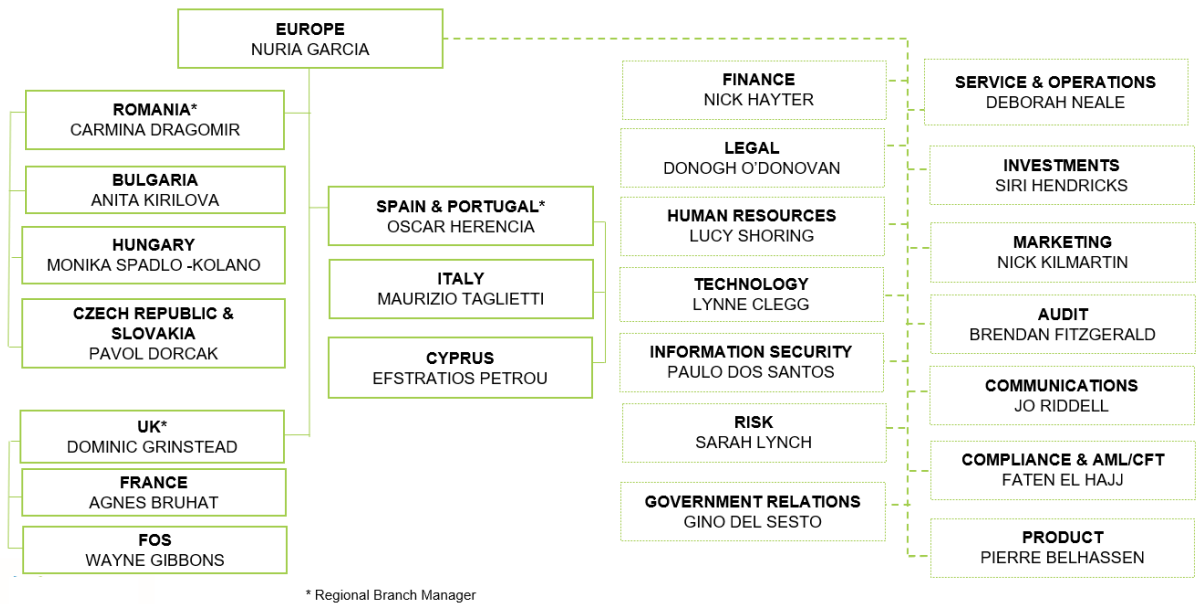 EUROPE
NURIA GARCIA
ROMANIA*
CARMINA DRAGOMIR
BULGARIA
ANITA KIRILOVA
HUNGARY
MONIKA SPADLO -KOLANO
CZECH REPUBLIC &
SLOVAKIA
PAVOL DORCAK
UK*
DOMINIC GRINSTEAD
FRANCE
AGNES BRUHAT
FOS
WAYNE GIBBONS
SPAIN & PORTUGAL*
OSCAR HERENCIA
ITALY
MAURIZIO TAGLIETTI
CYPRUS
EFSTRATIOS PETROU
FINANCE
NICK HAYTER
LEGAL
DONOGH O’DONOVAN
HUMAN RESOURCES
LUCY SHORING
TECHNOLOGY
LYNNE CLEGG
INFORMATION SECURITY
PAULO DOS SANTOS
RISK
SARAH LYNCH
GOVERNMENT RELATIONS
GINO DEL SESTO
SERVICE & OPERATIONS
DEBORAH NEALE
INVESTMENTS
SIRI HENDRICKS
MARKETING
NICK KILMARTIN
AUDIT
BRENDAN FITZGERALD
COMMUNICATIONS
JO RIDDELL
COMPLIANCE & AML/CFT
FATEN EL HAJJ
PRODUCT
PIERRE BELHASSEN
* Regional Branch Manager